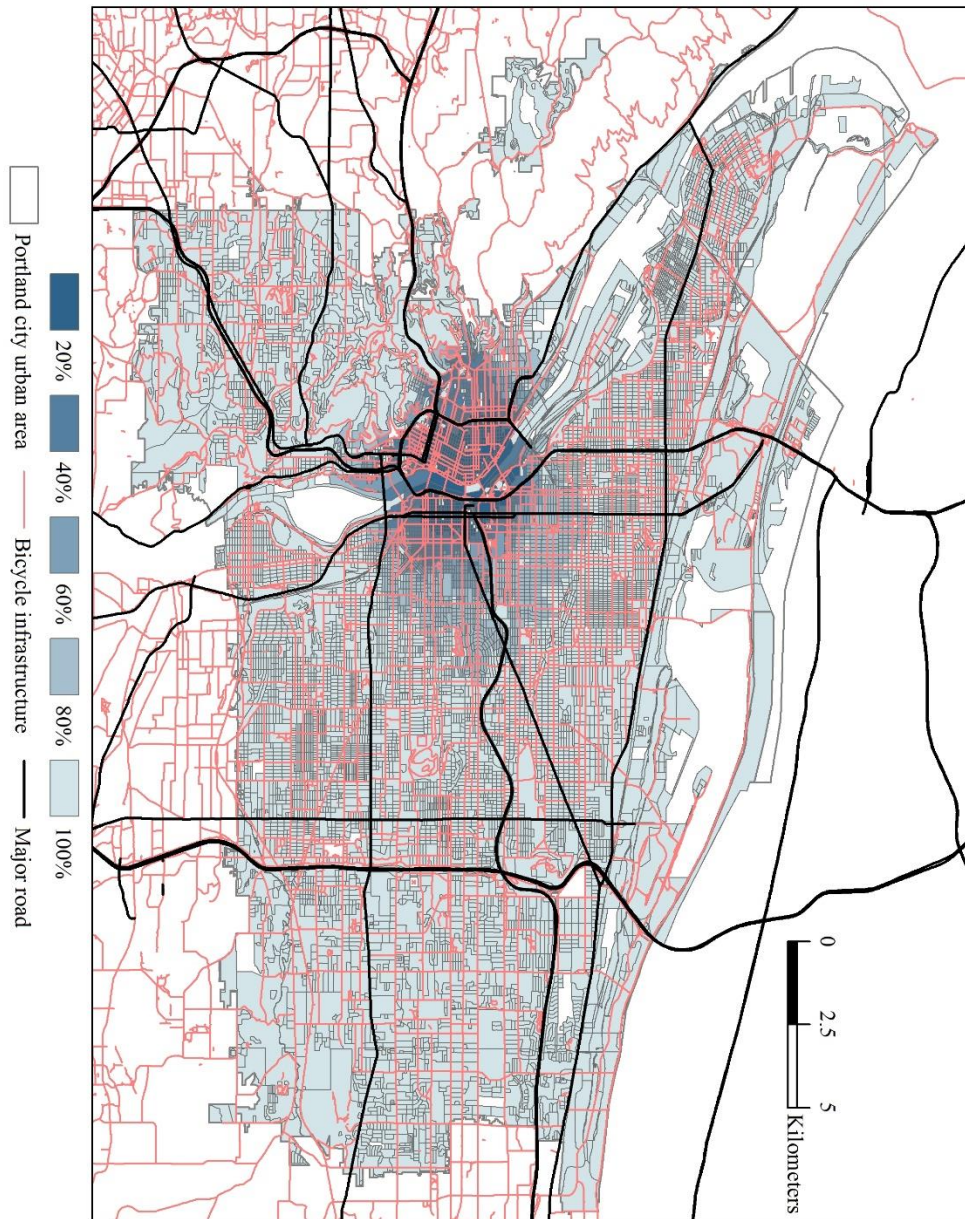 0 2.5 5
Kilometers
20% 40% 60% 80% 100%
Portland city urban area Bicycle infrastructure Major road